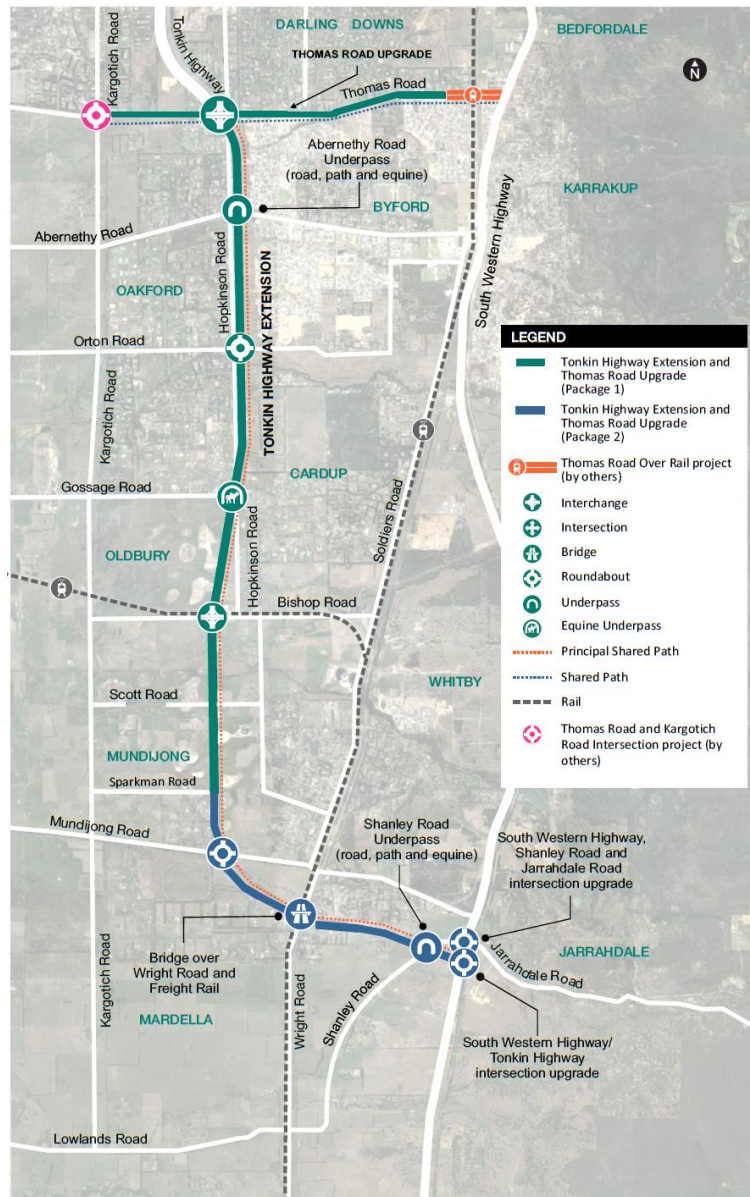 DARLING DOWNS
BEDFORDALE
Kargotich Road
Tonkin Highway
THOMAS ROAD UPGRADE
Thomas Road
N
Abernethy Road
Underpass
(road, path and equine)
KARRAKUP
BYFORD
Abernethy Road
South Western Highway
Hopkinson Road
TONKIN HIGHWAY EXTENSION
OAKFORD
Orton Road
Kargotich Road
CARDUP
Gossage Road
Soldiers Road
OLDBURY
Hopkinson Road
Bishop Road
WHITBY
Scott Road
MUNDIJONG
Sparkman Road
Mundijong Road
LEGEND
Tonkin Highway Extension and
Thomas Road Upgrade
(Package 1)
Tonkin Highway Extension and
Thomas Road Upgrade
(Package 2)
Thomas Road Over Rail project
(by others)
Interchange
Intersection
Bridge
Roundabout
Underpass
Equine Underpass
Principal Shared Path
Shared Path
Rail
Thomas Road and Kargotich
Road Intersection project (by
others)
Shanley Road
Underpass
(road, path and equine)
South Western Highway,
Shanley Road and
Jarrahdale Road
intersection upgrade
Bridge over
Wright Road and
Freight Rail
JARRAHDALE
Jarrahdale Road
Kargotich Road
MARDELLA
Wright Road
Shanley Road
South Western Highway/
Tonkin Highway
intersection upgrade
Lowlands Road